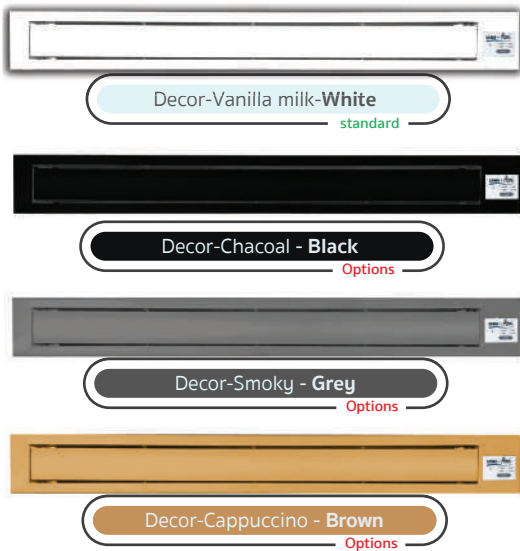 Decor-Vanilla milk-White
standard
Decor-Chacoal - Black
Options
Decor-Smoky - Grey
Options
Decor-Cappuccino - Brown
Options